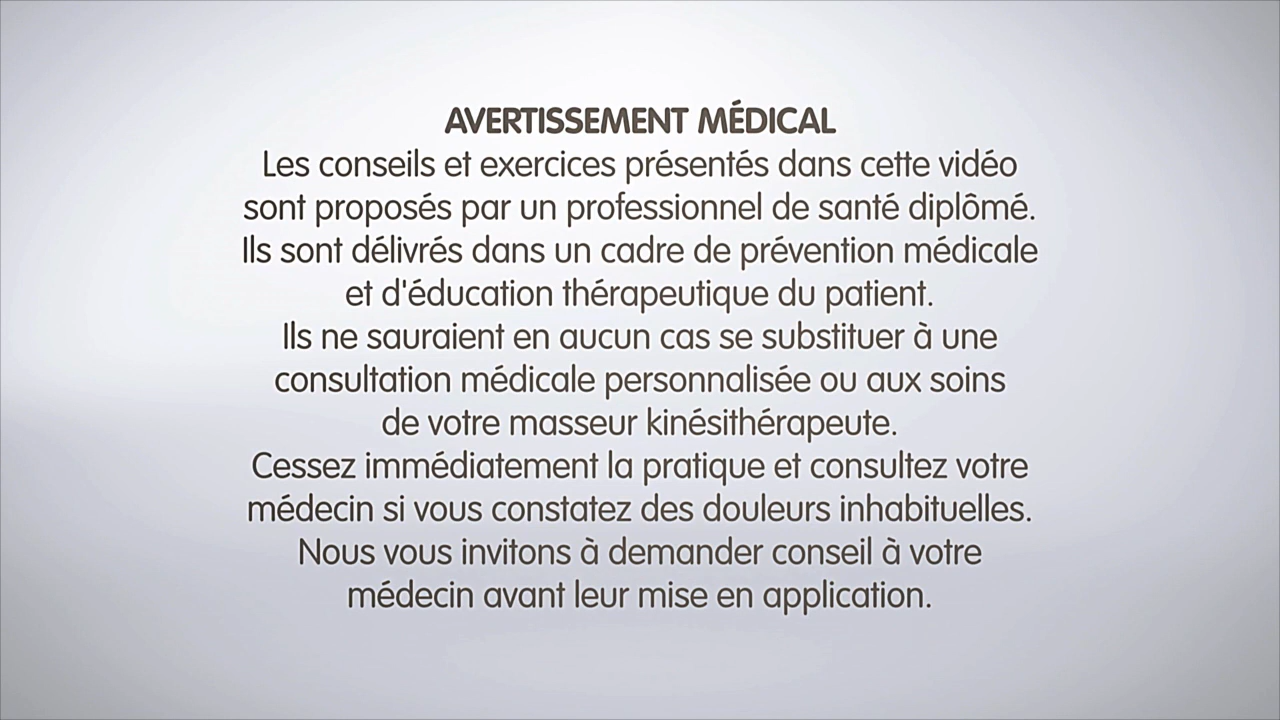 AVERTISSEMENT MÉDICAL
Les conseils et exercices présentés dans cette vidéo
sont proposés par un professionnel de santé diplômé.
Ils sont délivrés dans un cadre de prévention médicale
et d'éducation thérapeutique du patient.
Ils ne sauraient en aucun cas se substituer à une
consultation médicale personnalisée ou aux soins
de votre masseur kinésithérapeute.
Cessez immédiatement la pratique et consultez votre
médecin si vous constatez des douleurs inhabituelles.
Nous vous invitons à demander conseil à votre
médecin avant leur mise en application.